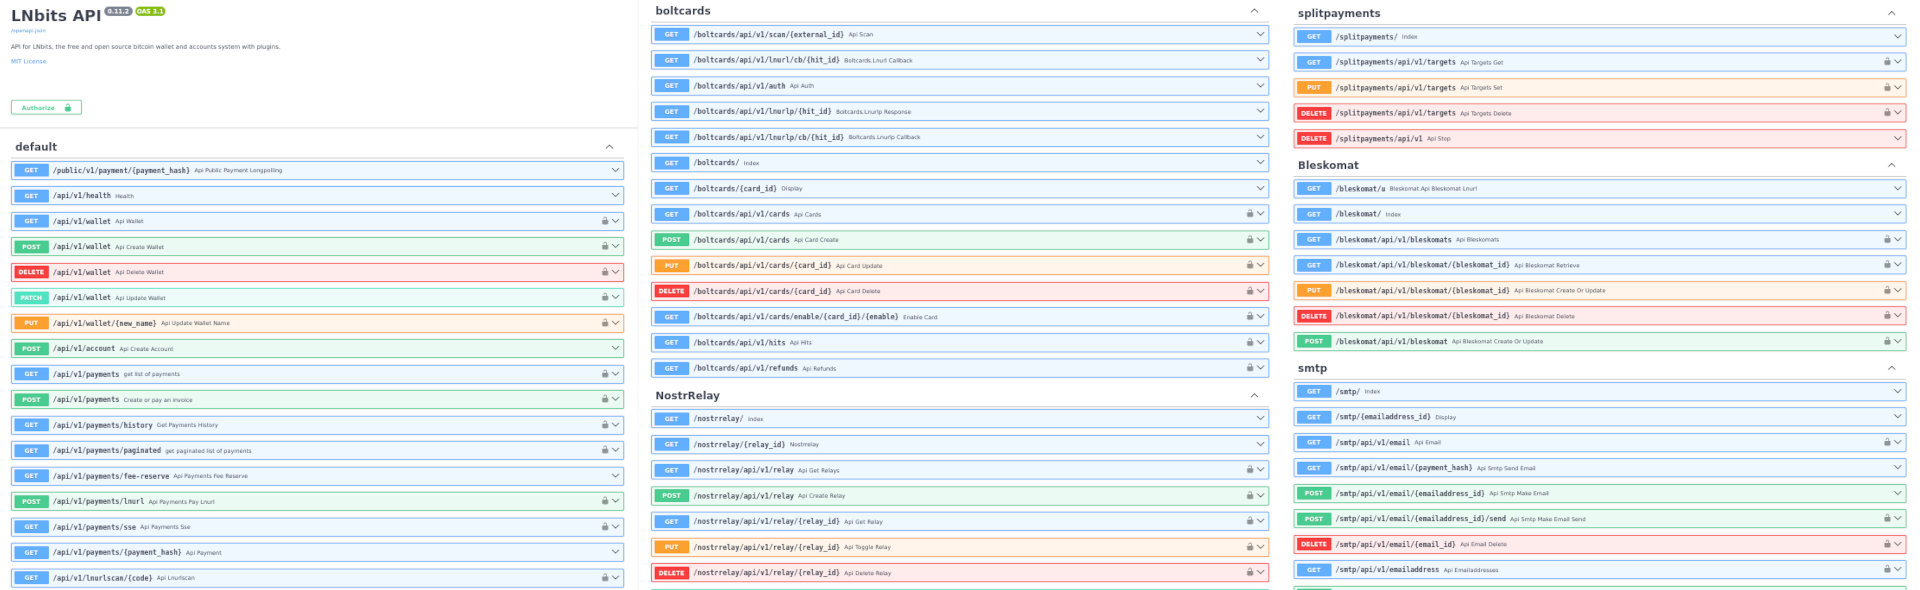 LNbits API 0.11.2 OAS 3.1
/openapi.json
API for LNbits, the free and open source bitcoin wallet and accounts system with plugins.
MIT License
Authorize
default
GET /public/v1/payment/{payment_hash} Api Public Payment Longpolling
GET /api/v1/health Health
GET /api/v1/wallet Api Wallet
POST /api/v1/wallet Api Create Wallet
DELETE /api/v1/wallet Api Delete Wallet
PATCH /api/v1/wallet Api Update Wallet
PUT /api/v1/wallet/{new_name} Api Update Wallet Name
POST /api/v1/account Api Create Account
GET /api/v1/payments get list of payments
POST /api/v1/payments Create or pay an invoice
GET /api/v1/payments/history Get Payments History
GET /api/v1/payments/paginated get paginated list of payments
GET /api/v1/payments/fee-reserve Api Payments Fee Reserve
POST /api/v1/payments/lnurl Api Payments Pay Lnurl
GET /api/v1/payments/sse Api Payments Sse
GET /api/v1/payments/{payment_hash} Api Payment
GET /api/v1/lnurlscan/{code} Api Lnurlscan
boltcards
GET /boltcards/api/v1/scan/{external_id} Api Scan
GET /boltcards/api/v1/lnurl/cb/{hit_id} Boltcards.Lnurl Callback
GET /boltcards/api/v1/auth Api Auth
GET /boltcards/api/v1/lnurlp/{hit_id} Boltcards.Lnurlp Response
GET /boltcards/api/v1/lnurlp/cb/{hit_id} Boltcards.Lnurlp Callback
GET /boltcards/ Index
GET /boltcards/{card_id} Display
GET /boltcards/api/v1/cards Api Cards
POST /boltcards/api/v1/cards Api Card Create
PUT /boltcards/api/v1/cards/{card_id} Api Card Update
DELETE /boltcards/api/v1/cards/{card_id} Api Card Delete
GET /boltcards/api/v1/cards/enable/{card_id}/{enable} Enable Card
GET /boltcards/api/v1/hits Api Hits
GET /boltcards/api/v1/refunds Api Refunds
NostrRelay
GET /nostrrelay/ Index
GET /nostrrelay/{relay_id} Nostrrelay
GET /nostrrelay/api/v1/relay Api Get Relays
POST /nostrrelay/api/v1/relay Api Create Relay
GET /nostrrelay/api/v1/relay/{relay_id} Api Get Relay
PUT /nostrrelay/api/v1/relay/{relay_id} Api Toggle Relay
DELETE /nostrrelay/api/v1/relay/{relay_id} Api Delete Relay
splitpayments
GET /splitpayments/ Index
GET /splitpayments/api/v1/targets Api Targets Get
PUT /splitpayments/api/v1/targets Api Targets Set
DELETE /splitpayments/api/v1/targets Api Targets Delete
DELETE /splitpayments/api/v1 Api Stop
Bleskomat
GET /bleskomat/u Bleskomat.Api Bleskomat Lnurl
GET /bleskomat/ Index
GET /bleskomat/api/v1/bleskomats Api Bleskomats
GET /bleskomat/api/v1/bleskomat/{bleskomat_id} Api Bleskomat Retrieve
PUT /bleskomat/api/v1/bleskomat/{bleskomat_id} Api Bleskomat Create Or Update
DELETE /bleskomat/api/v1/bleskomat/{bleskomat_id} Api Bleskomat Delete
POST /bleskomat/api/v1/bleskomat Api Bleskomat Create Or Update
smtp
GET /smtp/ Index
GET /smtp/{emailaddress_id} Display
GET /smtp/api/v1/email Api Email
GET /smtp/api/v1/email/{payment_hash} Api Smtp Send Email
POST /smtp/api/v1/email/{emailaddress_id} Api Smtp Make Email
POST /smtp/api/v1/email/{emailaddress_id}/send Api Smtp Make Email Send
DELETE /smtp/api/v1/email/{email_id} Api Email Delete
GET /smtp/api/v1/emailaddress Api Emailaddresses